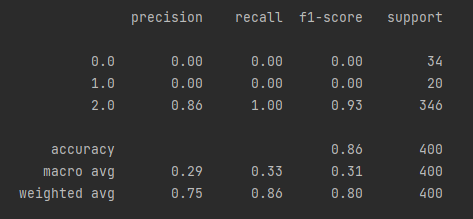 precision recall f1-score support
0.0 0.00 0.00 0.00 34
1.0 0.00 0.00 0.00 20
2.0 0.86 1.00 0.93 346
accuracy 0.86 400
macro avg 0.29 0.33 0.31 400
weighted avg 0.75 0.86 0.80 400